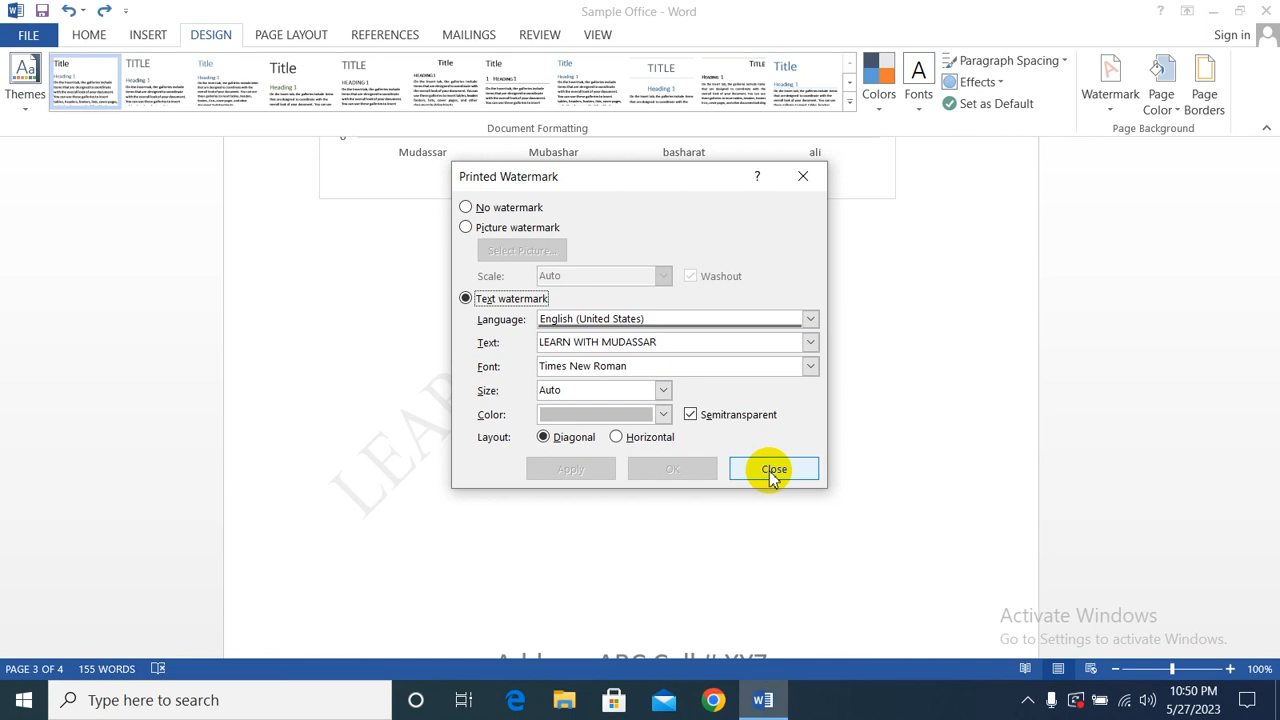 Sample Office - Word
FILE HOME INSERT DESIGN PAGE LAYOUT REFERENCES MAILINGS REVIEW VIEW Sign in
Themes
Colors
Fonts
Paragraph Spacing
Effects
Set as Default
Watermark
Page Color
Page Borders
Document Formatting
Page Background
Mudassar Mubashar basharat ali
Printed Watermark
No watermark
Picture watermark
Select Picture...
Scale: Auto Washout
Text watermark
Language: English (United States)
Text: LEARN WITH MUDASSAR
Font: Times New Roman
Size: Auto
Color: Semitransparent
Layout: Diagonal Horizontal
Apply OK Close
LEAR
Activate Windows
Go to Settings to activate Windows.
PAGE 3 OF 4 155 WORDS 100%
Type here to search
10:50 PM
5/27/2023